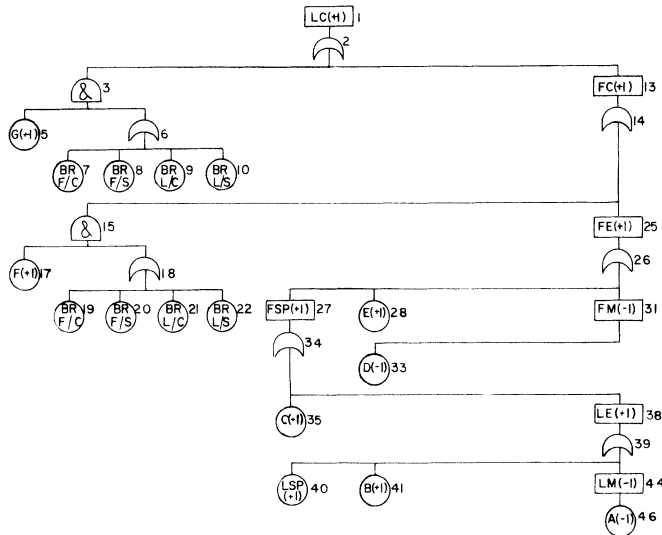 LC(+1) 1
2
& 3
FC(+1) 13
G(+1) 5
6
14
BR F/C 7
BR F/S 8
BR L/C 9
BR L/S 10
& 15
FE(+1) 25
F(+1) 17
18
26
BR F/C 19
BR F/S 20
BR L/C 21
BR L/S 22
FSP(+1) 27
E(+1) 28
FM(-1) 31
34
D(-1) 33
C(+1) 35
LE(+1) 38
39
LSP (+1) 40
B(+1) 41
LM(-1) 44
A(-1) 46